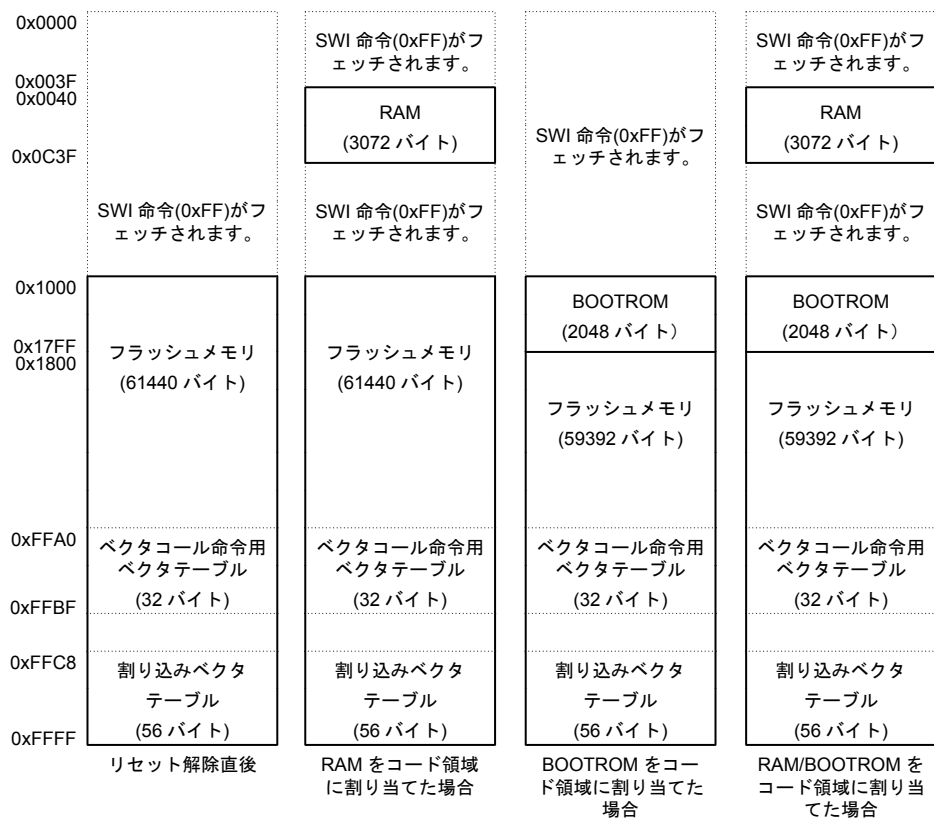 0x0000
0x003F
0x0040
0x0C3F
0x1000
0x17FF
0x1800
0xFFA0
0xFFBF
0xFFC8
0xFFFF
SWI 命令(0xFF)がフ
ェッチされます。
フラッシュメモリ
(61440 バイト)
ベクタコール命令用
ベクタテーブル
(32 バイト)
割り込みベクタ
テーブル
(56 バイト)
リセット解除直後
SWI 命令(0xFF)がフ
ェッチされます。
RAM
(3072 バイト)
SWI 命令(0xFF)がフ
ェッチされます。
フラッシュメモリ
(61440 バイト)
ベクタコール命令用
ベクタテーブル
(32 バイト)
割り込みベクタ
テーブル
(56 バイト)
RAM をコード領域
に割り当てた場合
SWI 命令(0xFF)がフ
ェッチされます。
BOOTROM
(2048 バイト）
フラッシュメモリ
(59392 バイト)
ベクタコール命令用
ベクタテーブル
(32 バイト)
割り込みベクタ
テーブル
(56 バイト)
BOOTROM をコー
ド領域に割り当てた
場合
SWI 命令(0xFF)がフ
ェッチされます。
RAM
(3072 バイト)
SWI 命令(0xFF)がフ
ェッチされます。
BOOTROM
(2048 バイト）
フラッシュメモリ
(59392 バイト)
ベクタコール命令用
ベクタテーブル
(32 バイト)
割り込みベクタ
テーブル
(56 バイト)
RAM/BOOTROM を
コード領域に割り当
てた場合